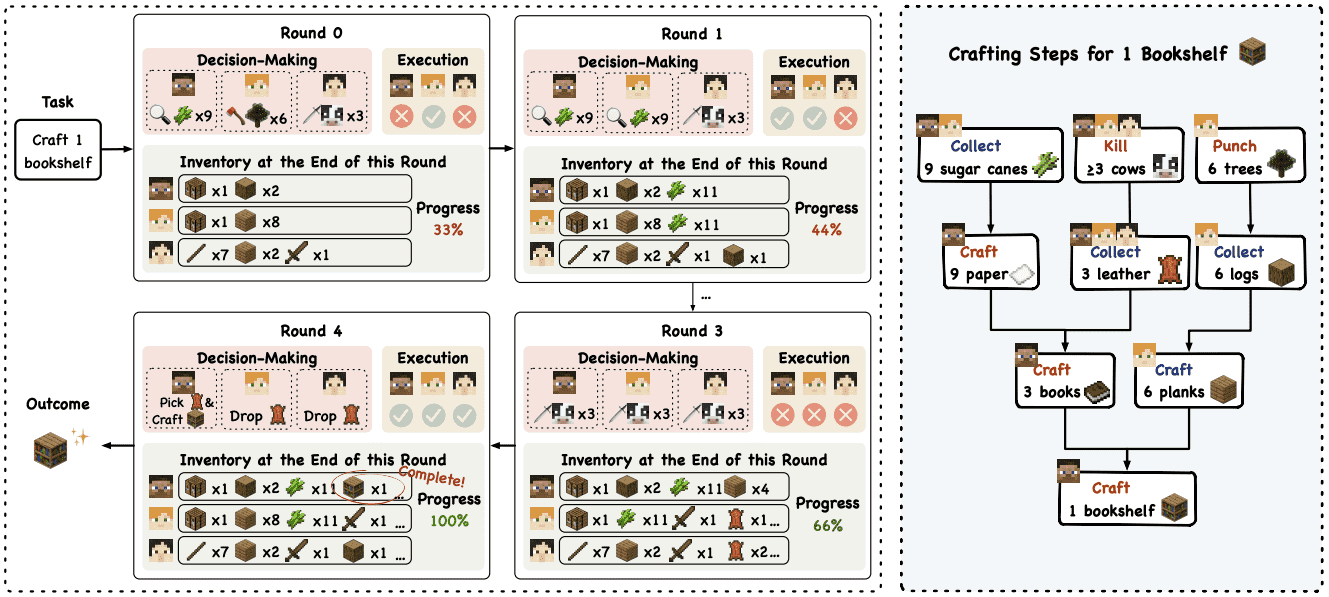 Task
Craft 1
bookshelf
Round 0
Decision-Making
x9
x6
x3
Execution
Inventory at the End of this Round
x1 x2
x1 x8
x7 x2 x1
Progress
33%
Round 1
Decision-Making
x9
x9
x3
Execution
Inventory at the End of this Round
x1 x2 x11
x1 x8 x11
x7 x2 x1 x1
Progress
44%
...
Round 3
Decision-Making
x3
x3
x3
Execution
Inventory at the End of this Round
x1 x2 x11 x4
x1 x11 x1 x1...
x7 x2 x1 x2...
Progress
66%
Round 4
Decision-Making
Pick &
Craft
Drop
Drop
Execution
Inventory at the End of this Round
Complete!
x1 x2 x11 x1 ...
x1 x8 x11 x1 ...
x7 x2 x1 x1 ...
Progress
100%
Outcome
Crafting Steps for 1 Bookshelf
Collect
9 sugar canes
Kill
≥3 cows
Punch
6 trees
Craft
9 paper
Collect
3 leather
Collect
6 logs
Craft
3 books
Craft
6 planks
Craft
1 bookshelf